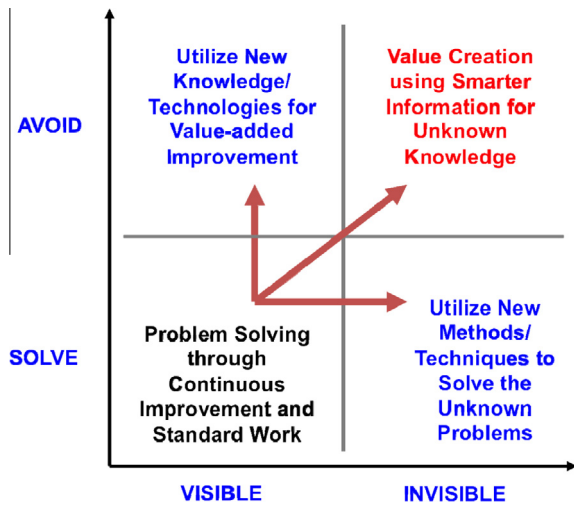 Utilize New
Knowledge/
Technologies for
Value-added
Improvement
Value Creation
using Smarter
Information for
Unknown
Knowledge
AVOID
SOLVE
Problem Solving
through
Continuous
Improvement and
Standard Work
Utilize New
Methods/
Techniques to
Solve the
Unknown
Problems
VISIBLE
INVISIBLE